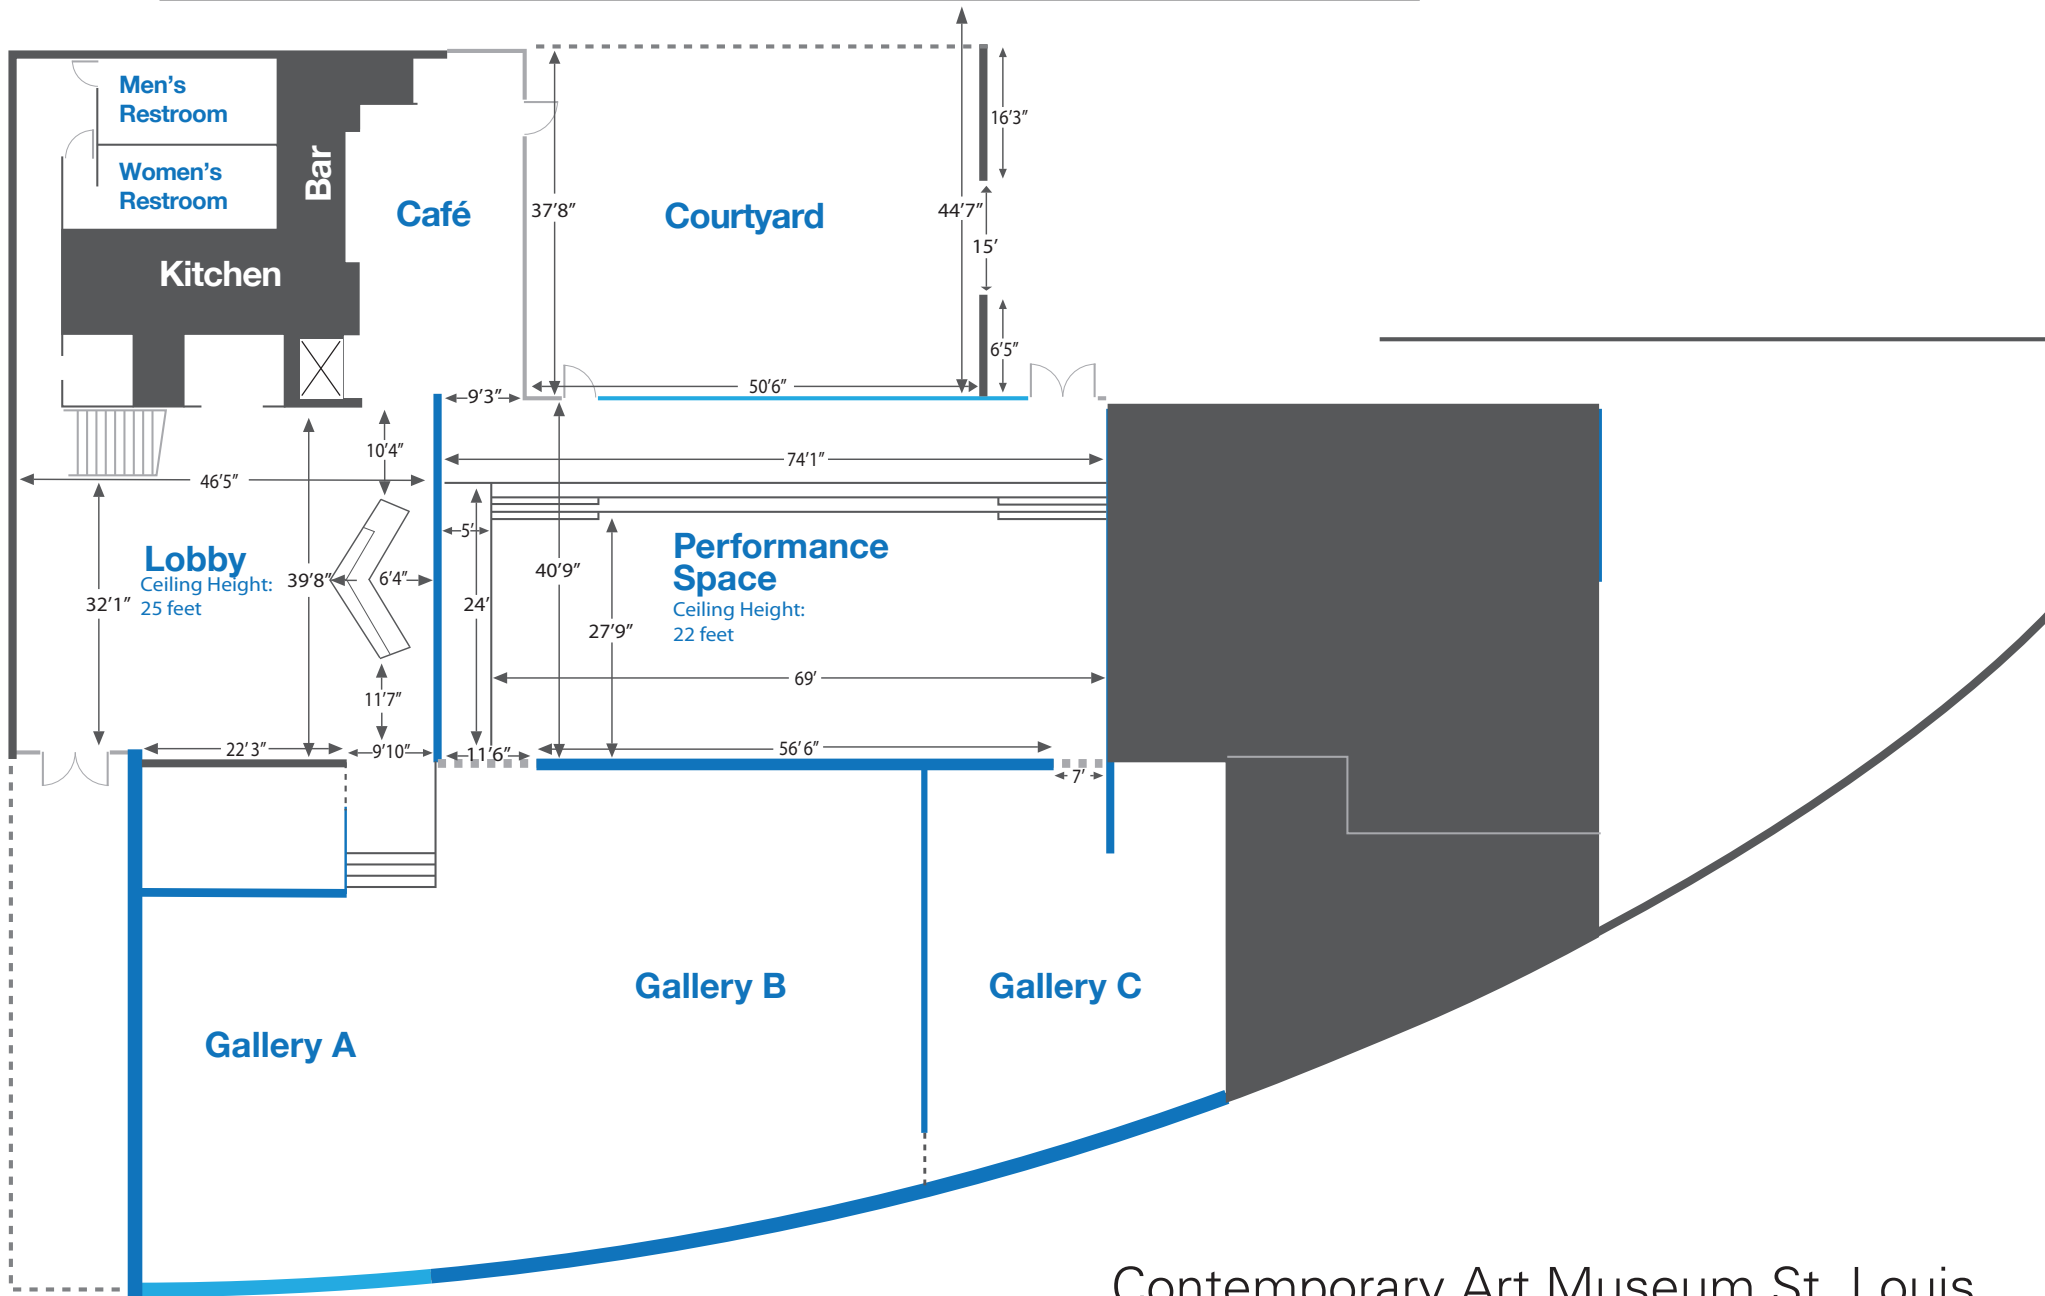 Men’s
Restroom
Women’s
Restroom
Bar
Kitchen
Café
Courtyard
37’8”
44’7”
16’3”
15’
6’5”
50’6”
9’3”
10’4”
46’5”
74’1”
5’
Lobby
Ceiling Height:
25 feet
32’1”
39’8”
6’4”
24’
40’9”
27’9”
Performance
Space
Ceiling Height:
22 feet
69’
11’7”
22’3”
9’10”
11’6”
56’6”
7’
Gallery A
Gallery B
Gallery C
Contemporary Art Museum St. Louis